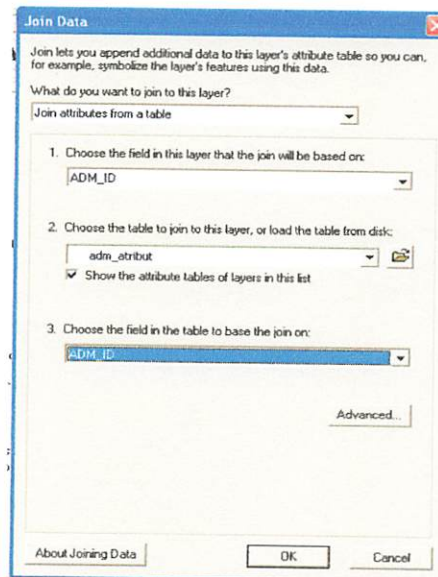 Join Data
Join lets you append additional data to this layer's attribute table so you can,
for example, symbolize the layer's features using this data.
What do you want to join to this layer?
Join attributes from a table
1. Choose the field in this layer that the join will be based on:
ADM_ID
2. Choose the table to join to this layer, or load the table from disk:
adm_atribut
Show the attribute tables of layers in this list
3. Choose the field in the table to base the join on:
ADM_ID
Advanced...
About Joining Data
OK
Cancel